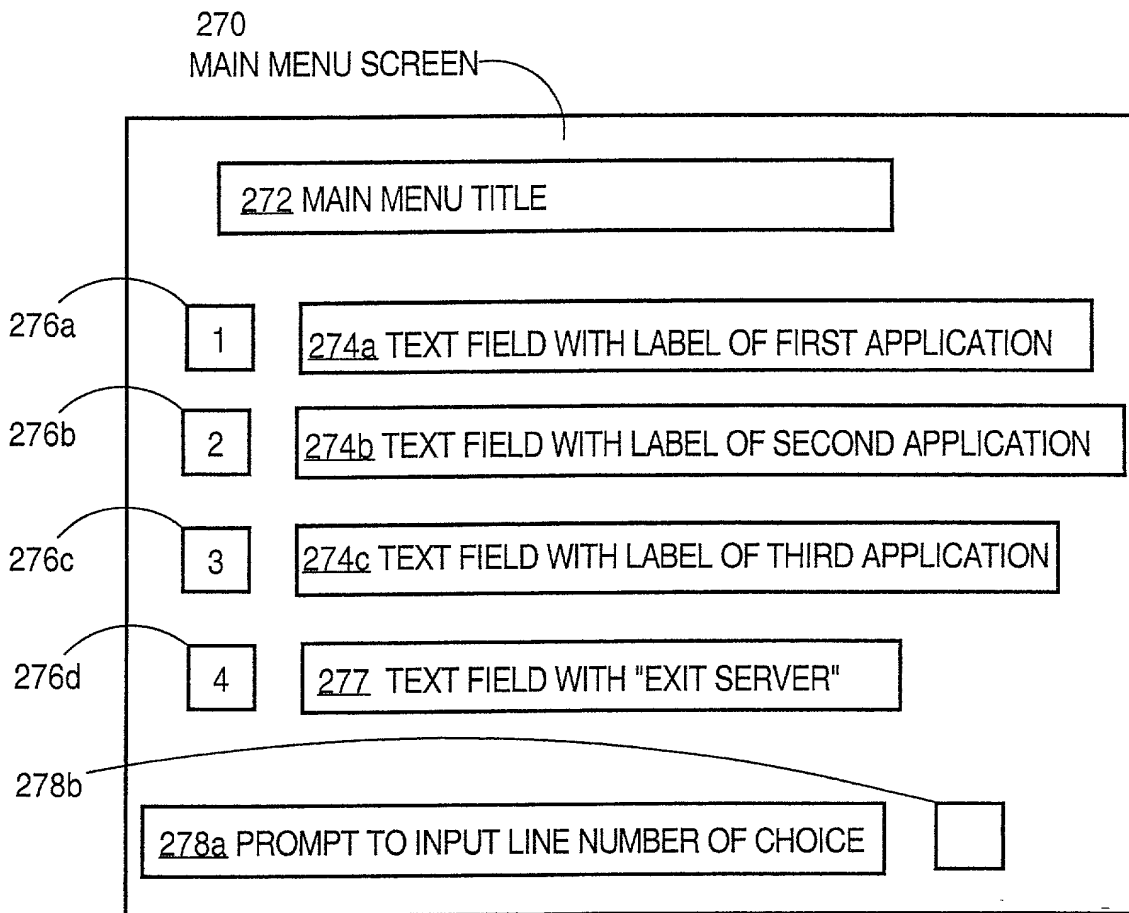 270
MAIN MENU SCREEN
272 MAIN MENU TITLE
276a
1
274a TEXT FIELD WITH LABEL OF FIRST APPLICATION
276b
2
274b TEXT FIELD WITH LABEL OF SECOND APPLICATION
276c
3
274c TEXT FIELD WITH LABEL OF THIRD APPLICATION
276d
4
277 TEXT FIELD WITH "EXIT SERVER"
278b
278a PROMPT TO INPUT LINE NUMBER OF CHOICE